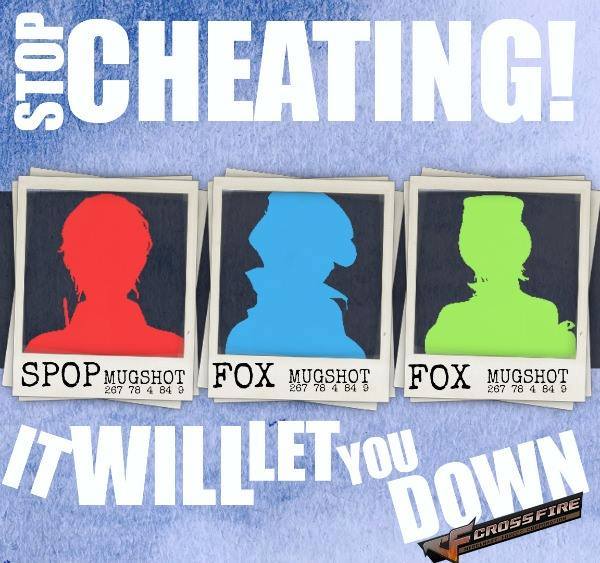 STOP CHEATING!
SPOP MUGSHOT
267 78 4 84 9
FOX MUGSHOT
267 78 4 84 9
FOX MUGSHOT
267 78 4 84 9
IT WILL LET YOU DOWN
CF CROSSFIRE